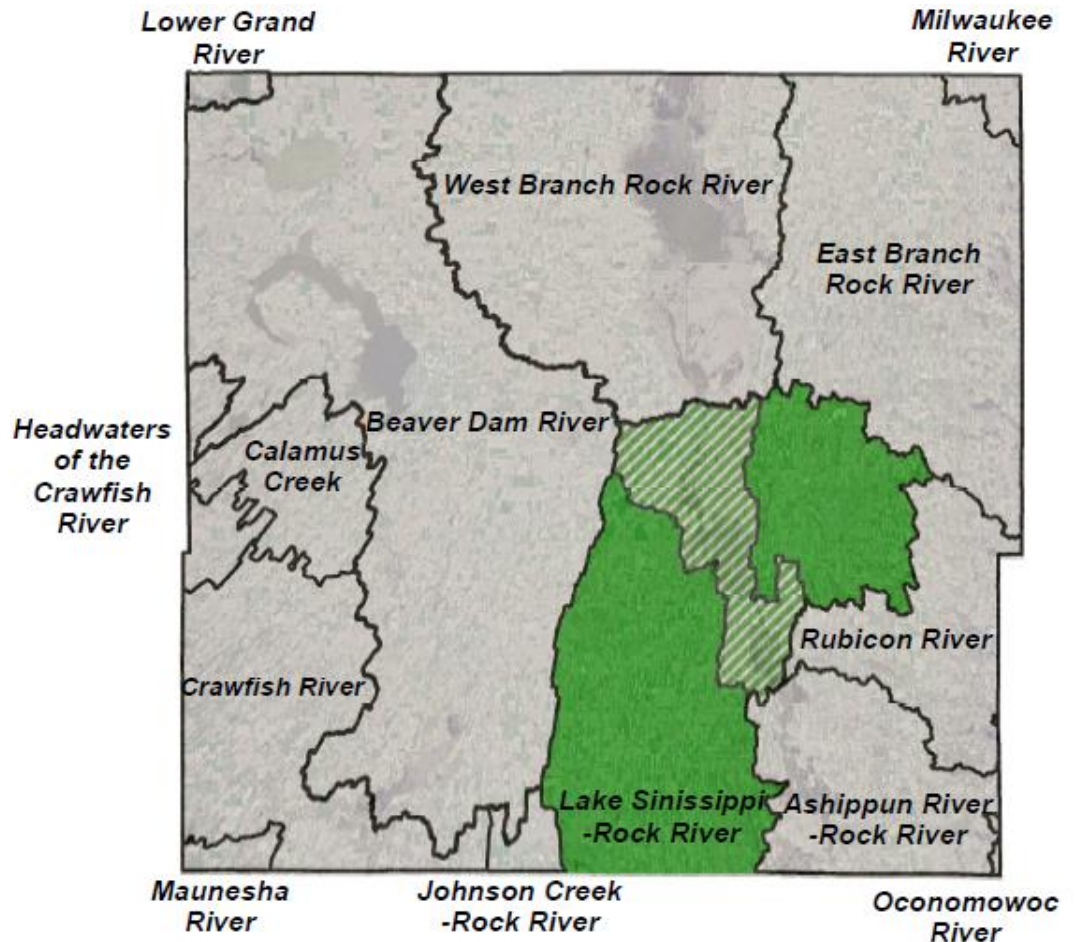 Lower Grand
River
Milwaukee
River
West Branch Rock River
East Branch
Rock River
Headwaters
of the
Crawfish
River
Calamus
Creek
Beaver Dam River
Rubicon River
Crawfish River
Lake Sinissippi
-Rock River
Ashippun River
-Rock River
Maunesha
River
Johnson Creek
-Rock River
Oconomowoc
River